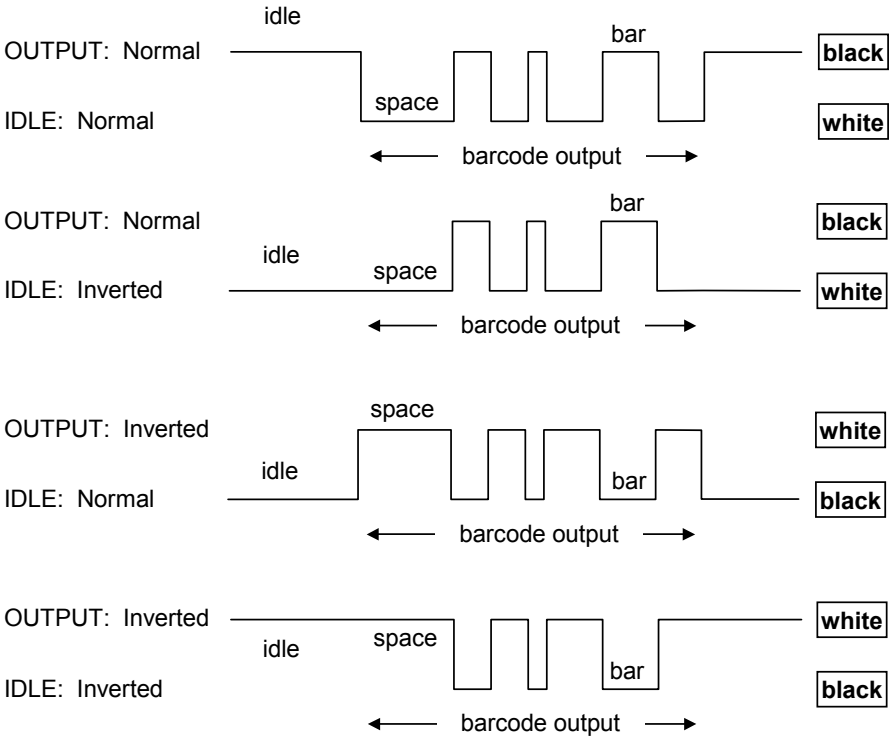 idle
OUTPUT: Normal bar black
space
IDLE: Normal white
barcode output
bar
OUTPUT: Normal black
idle
space
IDLE: Inverted white
barcode output
space
OUTPUT: Inverted white
idle
bar
IDLE: Normal black
barcode output
OUTPUT: Inverted white
space
idle
bar
IDLE: Inverted black
barcode output